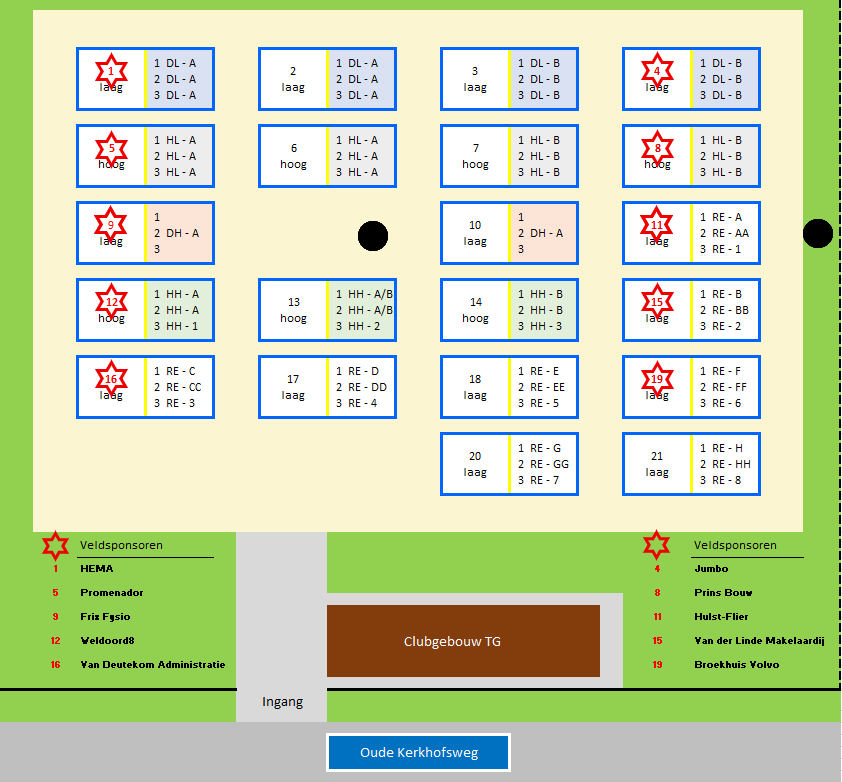 1
laag
1 DL - A
2 DL - A
3 DL - A
2
laag
1 DL - A
2 DL - A
3 DL - A
3
laag
1 DL - B
2 DL - B
3 DL - B
4
laag
1 DL - B
2 DL - B
3 DL - B
5
hoog
1 HL - A
2 HL - A
3 HL - A
6
hoog
1 HL - A
2 HL - A
3 HL - A
7
hoog
1 HL - B
2 HL - B
3 HL - B
8
hoog
1 HL - B
2 HL - B
3 HL - B
9
laag
1
2 DH - A
3
10
laag
1
2 DH - A
3
11
laag
1 RE - A
2 RE - AA
3 RE - 1
12
hoog
1 HH - A
2 HH - A
3 HH - 1
13
hoog
1 HH - A/B
2 HH - A/B
3 HH - 2
14
hoog
1 HH - B
2 HH - B
3 HH - 3
15
laag
1 RE - B
2 RE - BB
3 RE - 2
16
laag
1 RE - C
2 RE - CC
3 RE - 3
17
laag
1 RE - D
2 RE - DD
3 RE - 4
18
laag
1 RE - E
2 RE - EE
3 RE - 5
19
laag
1 RE - F
2 RE - FF
3 RE - 6
20
laag
1 RE - G
2 RE - GG
3 RE - 7
21
laag
1 RE - H
2 RE - HH
3 RE - 8
Veldsponsoren
1 HEMA
5 Promenador
9 Frix Fysio
12 Weldoord8
16 Van Deutekom Administratie
Veldsponsoren
4 Jumbo
8 Prins Bouw
11 Hulst-Flier
15 Van der Linde Makelaardij
19 Broekhuis Volvo
Clubgebouw TG
Ingang
Oude Kerkhofsweg